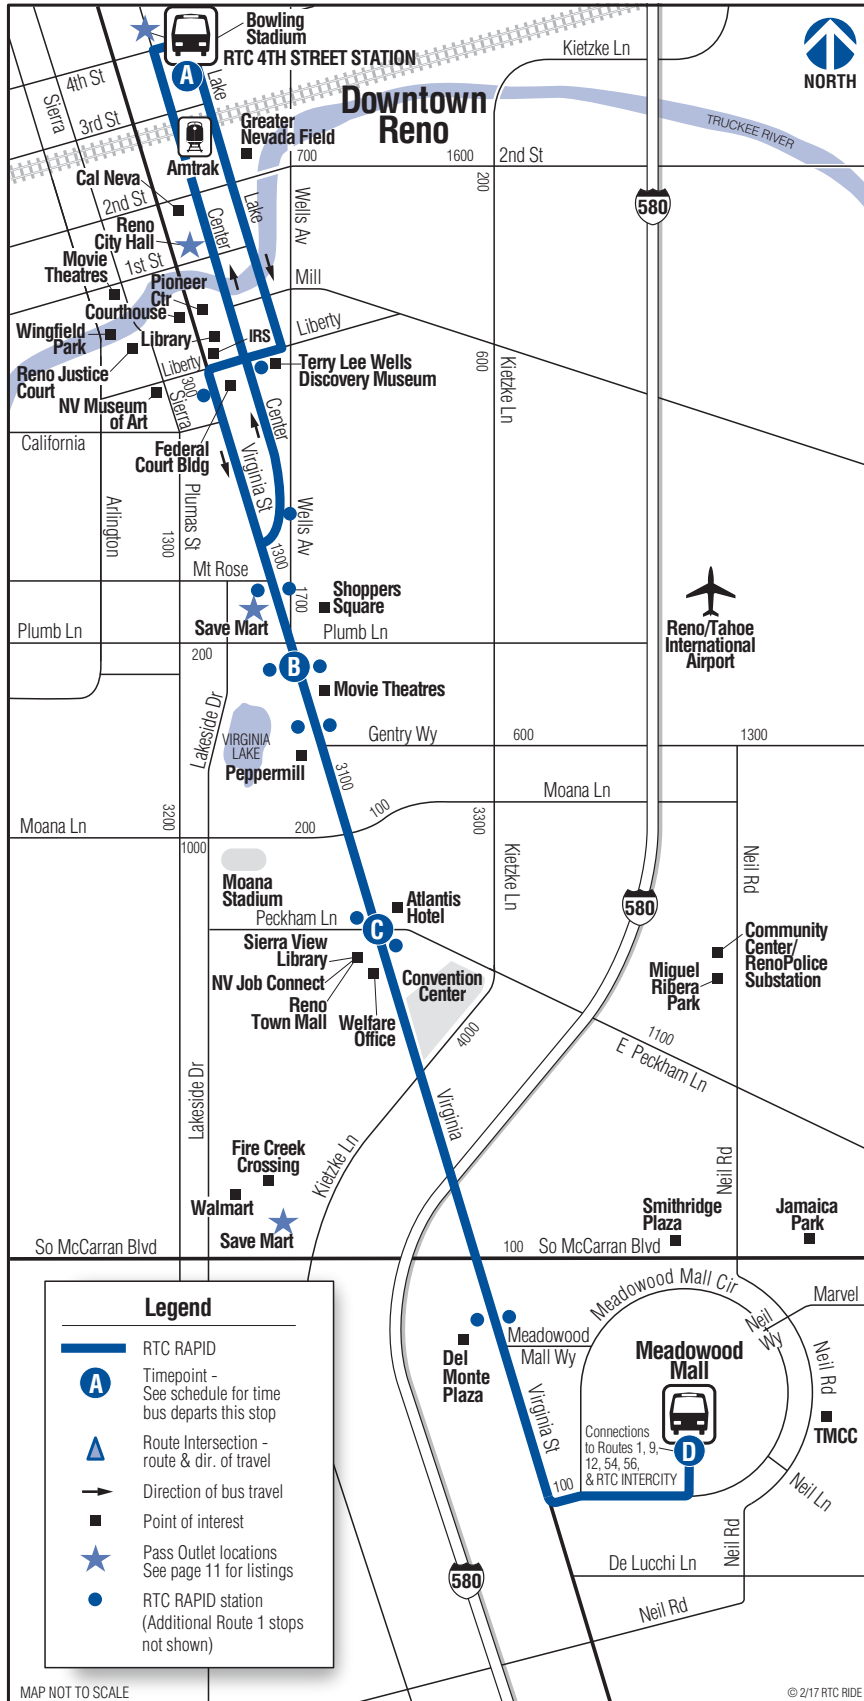 Bowling
Stadium
RTC 4TH STREET STATION
A
Kietzke Ln
NORTH
4th St
Lake
Sierra
3rd St
Downtown
Reno
Greater
Nevada Field
TRUCKEE RIVER
Amtrak
700
1600
2nd St
Cal Neva
200
580
2nd St
Center
Lake
Wells Av
Reno
City Hall
Movie
Theatres
1st St
Pioneer
Ctr
Mill
Courthouse
Liberty
Wingfield
Park
Library
IRS
Reno Justice
Court
Liberty
Terry Lee Wells
Discovery Museum
600
Kietzke Ln
300
NV Museum
of Art
Sierra
Center
California
Federal
Court Bldg
Virginia St
Arlington
Plumas St
1300
Wells Av
1300
Mt Rose
1700
Shoppers
Square
Save Mart
Plumb Ln
Plumb Ln
Reno/Tahoe
International
Airport
200
B
Movie Theatres
Lakeside Dr
VIRGINIA
LAKE
Gentry Wy
600
1300
Peppermill
3100
Moana Ln
100
Moana Ln
3200
200
3300
1000
Kietzke Ln
Neil Rd
Moana
Stadium
Atlantis
Hotel
580
Peckham Ln
C
Sierra View
Library
NV Job Connect
Reno
Town Mall
Welfare
Office
Convention
Center
Community
Center/
RenoPolice
Substation
Miguel
Ribera
Park
4000
1100
E Peckham Ln
Lakeside Dr
Virginia
Kietzke Ln
Neil Rd
Fire Creek
Crossing
Walmart
Save Mart
Smithridge
Plaza
Jamaica
Park
So McCarran Blvd
100
So McCarran Blvd
Meadowood Mall Cir
Marvel
Neil
Wy
Meadowood
Mall Wy
Del
Monte
Plaza
Meadowood
Mall
Neil Rd
Virginia St
Connections
to Routes 1, 9,
12, 54, 56,
& RTC INTERCITY
D
TMCC
100
Neil Ln
Neil Rd
De Lucchi Ln
580
Neil Rd
Legend
RTC RAPID
A
Timepoint -
See schedule for time
bus departs this stop
Route Intersection -
route & dir. of travel
Direction of bus travel
Point of interest
Pass Outlet locations
See page 11 for listings
RTC RAPID station
(Additional Route 1 stops
not shown)
MAP NOT TO SCALE
© 2/17 RTC RIDE